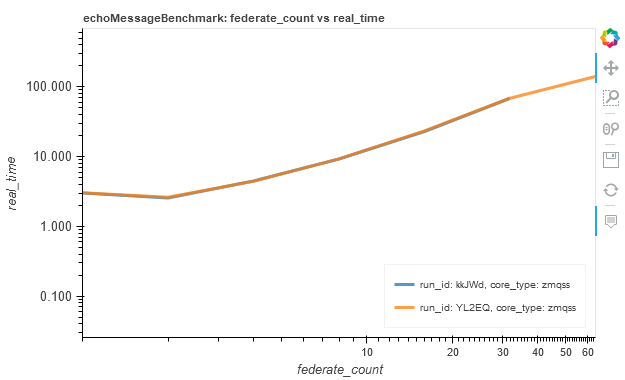 echoMessageBenchmark: federate_count vs real_time
100.000
10.000
1.000
0.100
real_time
run_id: kkJWd, core_type: zmqss
run_id: YL2EQ, core_type: zmqss
10 20 30 40 50 60
federate_count